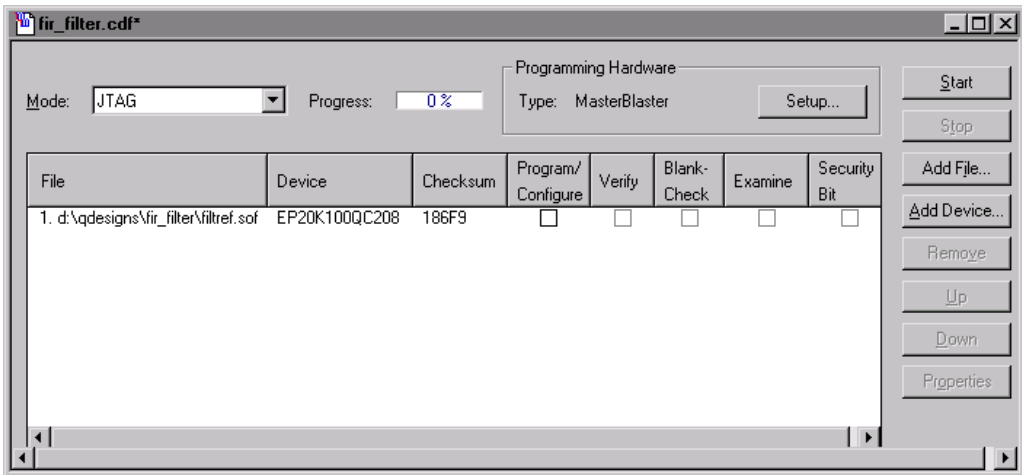 fir_filter.cdf*
Programming Hardware
Mode: JTAG Progress: 0 % Type: MasterBlaster Setup...
Start
Stop
Add File...
Add Device...
Remove
Up
Down
Properties
File Device Checksum Program/ Configure Verify Blank- Check Examine Security Bit
1. d:\qdesigns\fir_filter\filtref.sof EP20K100QC208 186F9